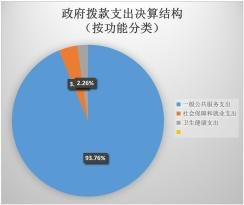 政府拨款支出决算结构
（按功能分类）
2.26%
93.76%
一般公共服务支出
社会保障和就业支出
卫生健康支出